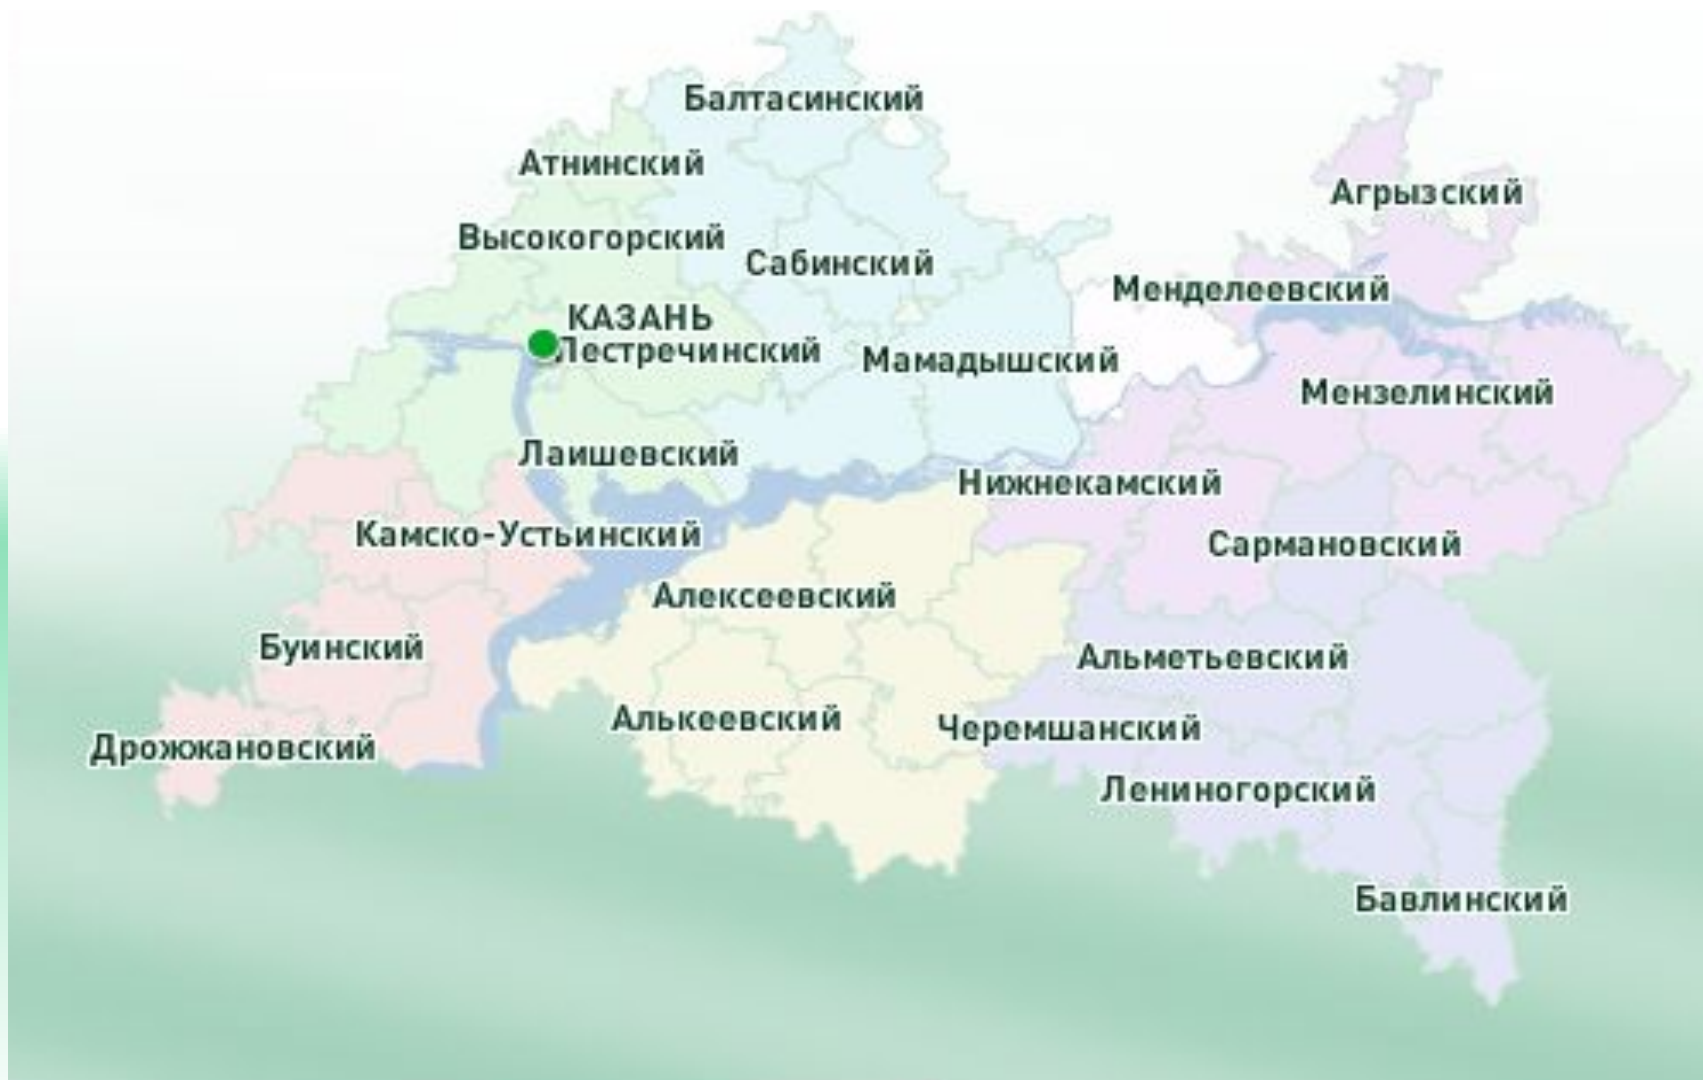 Балтасинский
Атнинский
Агрызский
Высокогорский
Сабинский
Менделеевский
КАЗАНЬ
Пестречинский
Мамадышский
Мензелинский
Лаишевский
Нижнекамский
Камско-Устьинский
Сармановский
Алексеевский
Буинский
Альметьевский
Алькеевский
Черемшанский
Дрожжановский
Лениногорский
Бавлинский